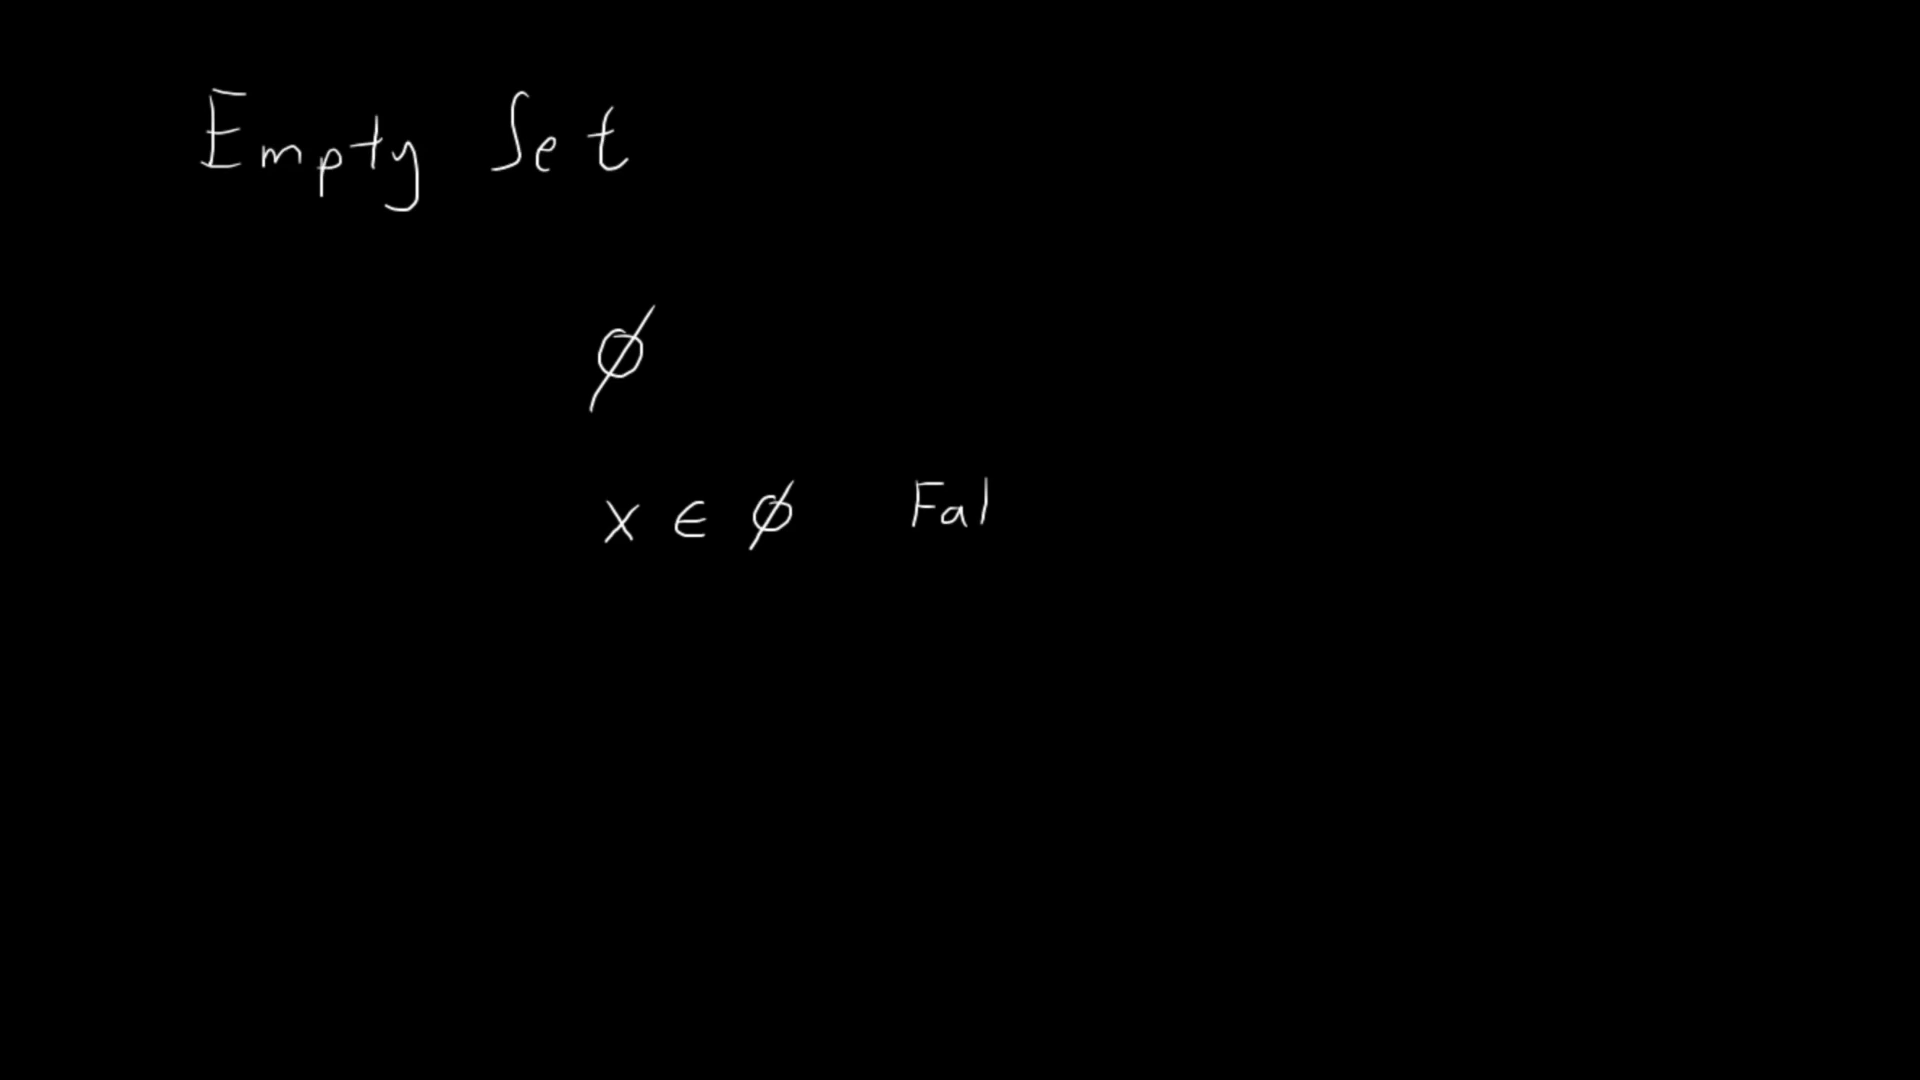 Empty Set
∅
x ∈ ∅ Fal